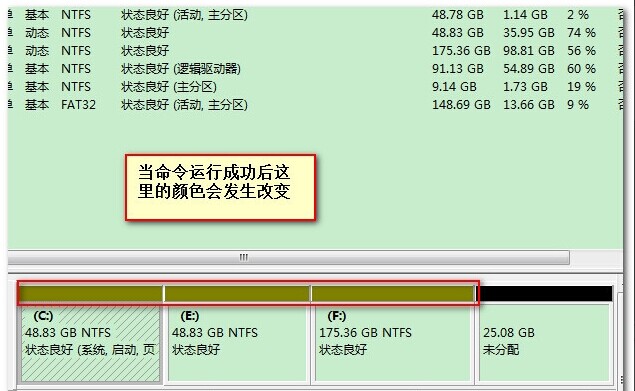 基本 NTFS 状态良好 (活动, 主分区) 48.78 GB 1.14 GB 2 %
动态 NTFS 状态良好 48.83 GB 35.95 GB 74 %
动态 NTFS 状态良好 175.36 GB 98.81 GB 56 %
基本 NTFS 状态良好 (逻辑驱动器) 91.13 GB 54.89 GB 60 %
基本 NTFS 状态良好 (主分区) 9.14 GB 1.73 GB 19 %
基本 FAT32 状态良好 (活动, 主分区) 148.69 GB 13.66 GB 9 %
当命令运行成功后这
里的颜色会发生改变
(C:) (E:) (F:)
48.83 GB NTFS 48.83 GB NTFS 175.36 GB NTFS 25.08 GB
状态良好 (系统, 启动, 页 状态良好 状态良好 未分配